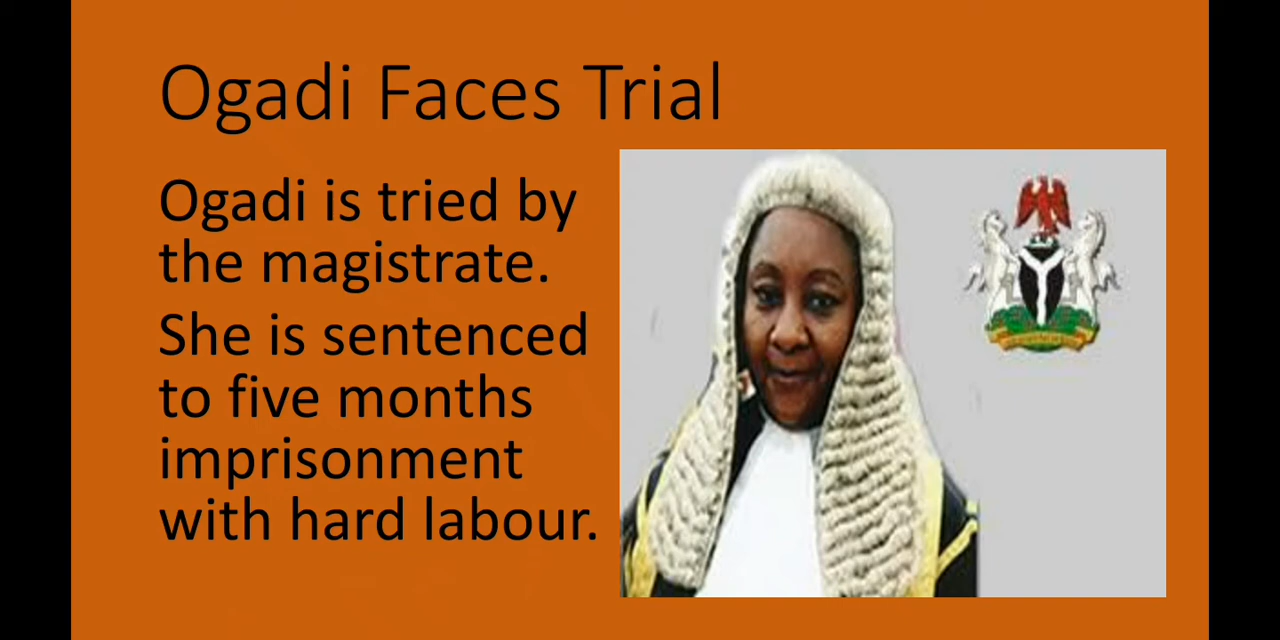 Ogadi Faces Trial
Ogadi is tried by
the magistrate.
She is sentenced
to five months
imprisonment
with hard labour.